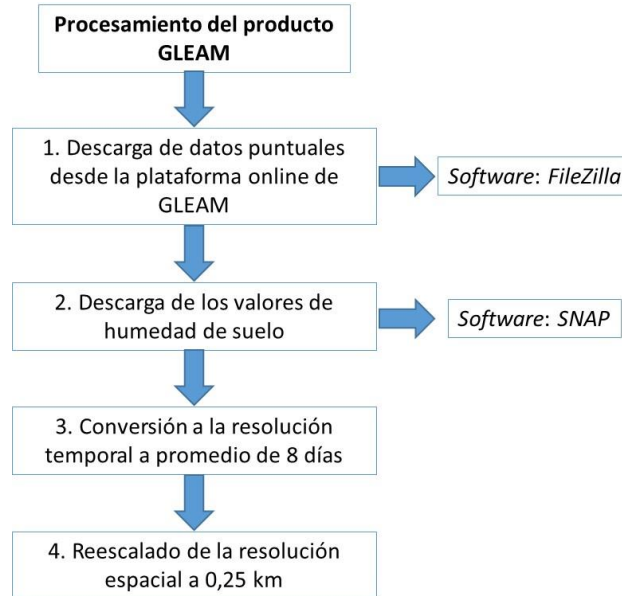 Procesamiento del producto
GLEAM
1. Descarga de datos puntuales
desde la plataforma online de
GLEAM
Software: FileZilla
2. Descarga de los valores de
humedad de suelo
Software: SNAP
3. Conversión a la resolución
temporal a promedio de 8 días
4. Reescalado de la resolución
espacial a 0,25 km